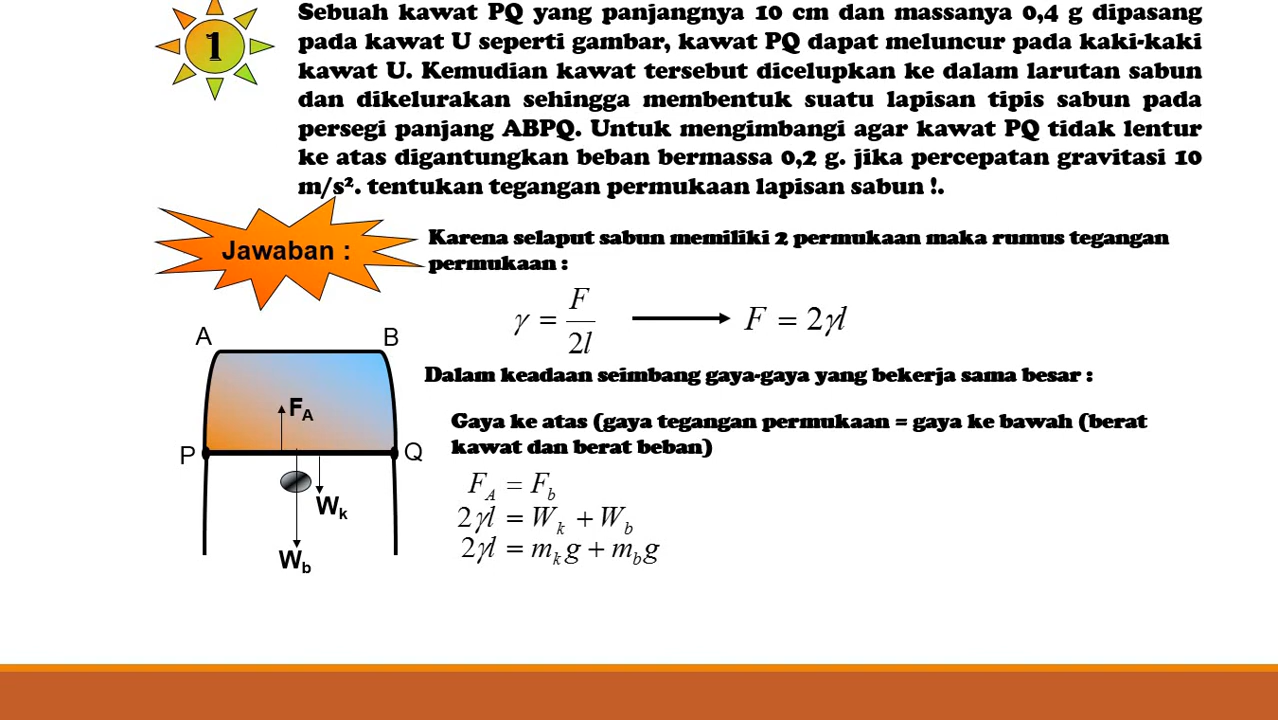 1
Sebuah kawat PQ yang panjangnya 10 cm dan massanya 0,4 g dipasang
pada kawat U seperti gambar, kawat PQ dapat meluncur pada kaki-kaki
kawat U. Kemudian kawat tersebut dicelupkan ke dalam larutan sabun
dan dikelurakan sehingga membentuk suatu lapisan tipis sabun pada
persegi panjang ABPQ. Untuk mengimbangi agar kawat PQ tidak lentur
ke atas digantungkan beban bermassa 0,2 g. jika percepatan gravitasi 10
m/s². tentukan tegangan permukaan lapisan sabun !.
Jawaban :
Karena selaput sabun memiliki 2 permukaan maka rumus tegangan
permukaan :
γ = F/2l → F = 2γl
Dalam keadaan seimbang gaya-gaya yang bekerja sama besar :
Gaya ke atas (gaya tegangan permukaan = gaya ke bawah (berat
kawat dan berat beban)
F_A = F_b
2γl = W_k + W_b
2γl = m_k g + m_b g
A B
F_A
P Q
W_k
W_b